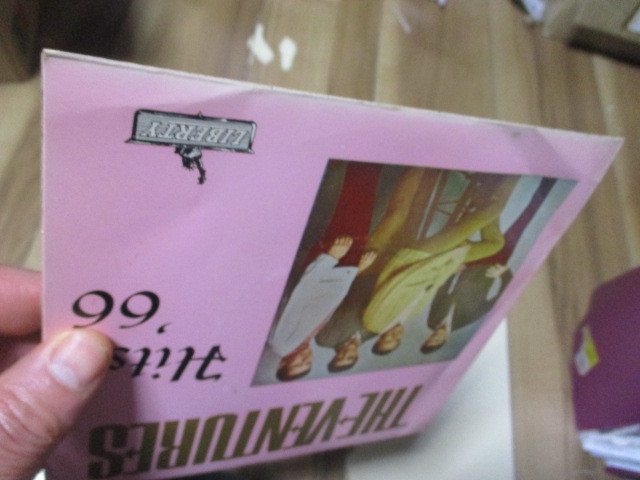 THE VENTURES
Hits
'66
LIBERTY